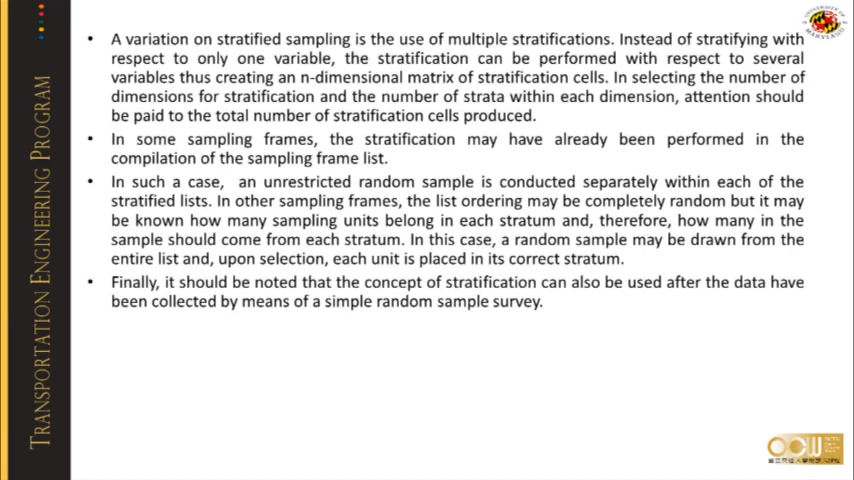 TRANSPORTATION ENGINEERING PROGRAM
UNIVERSITY OF
MARYLAND
• A variation on stratified sampling is the use of multiple stratifications. Instead of stratifying with
respect to only one variable, the stratification can be performed with respect to several
variables thus creating an n-dimensional matrix of stratification cells. In selecting the number of
dimensions for stratification and the number of strata within each dimension, attention should
be paid to the total number of stratification cells produced.
• In some sampling frames, the stratification may have already been performed in the
compilation of the sampling frame list.
• In such a case, an unrestricted random sample is conducted separately within each of the
stratified lists. In other sampling frames, the list ordering may be completely random but it may
be known how many sampling units belong in each stratum and, therefore, how many in the
sample should come from each stratum. In this case, a random sample may be drawn from the
entire list and, upon selection, each unit is placed in its correct stratum.
• Finally, it should be noted that the concept of stratification can also be used after the data have
been collected by means of a simple random sample survey.
OCW